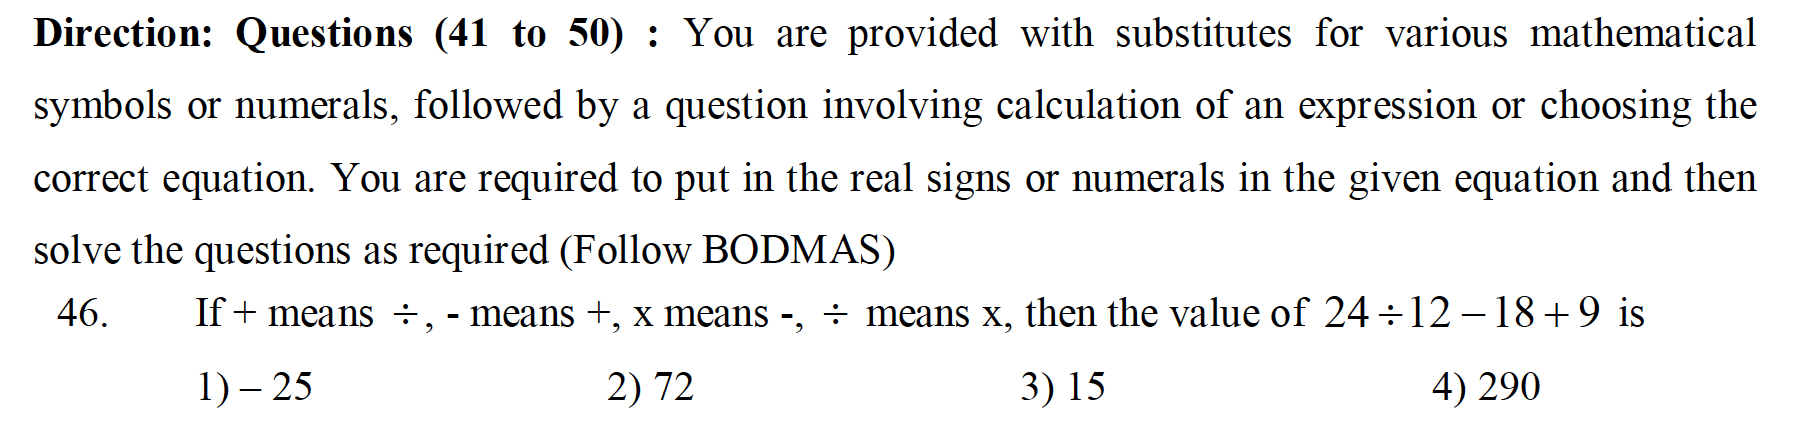 Direction: Questions (41 to 50) : You are provided with substitutes for various mathematical
symbols or numerals, followed by a question involving calculation of an expression or choosing the
correct equation. You are required to put in the real signs or numerals in the given equation and then
solve the questions as required (Follow BODMAS)
46. If + means ÷, - means +, x means -, ÷ means x, then the value of 24 ÷ 12 – 18 + 9 is
1) – 25 2) 72 3) 15 4) 290